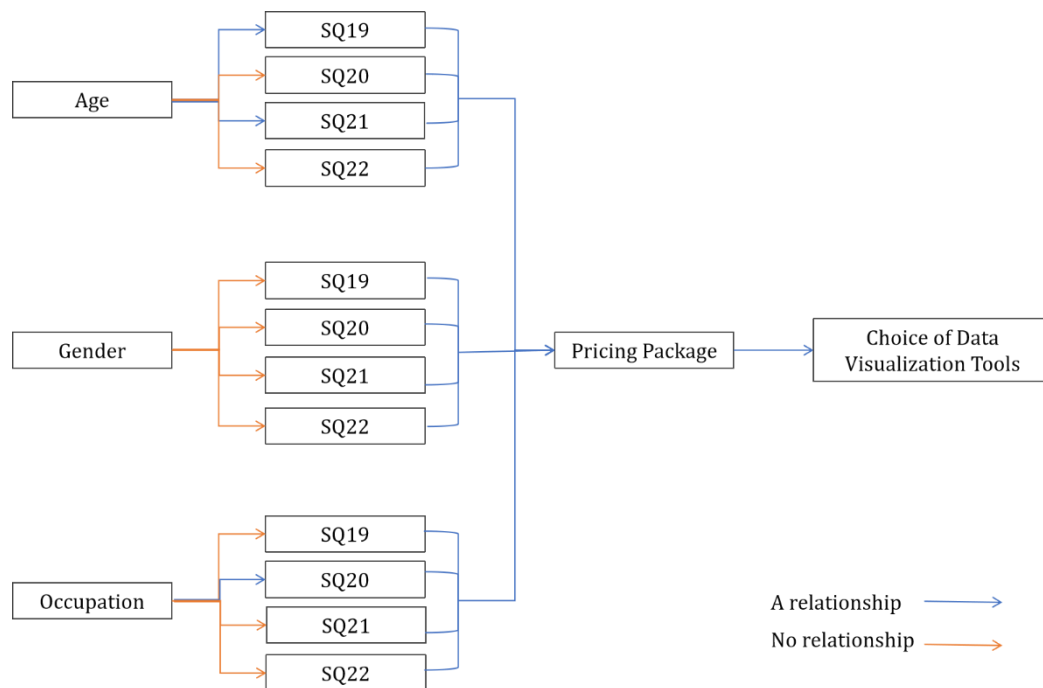 SQ19
SQ20
Age
SQ21
SQ22
SQ19
SQ20
Gender
Pricing Package
Choice of Data
Visualization Tools
SQ21
SQ22
SQ19
SQ20
Occupation
A relationship
SQ21
No relationship
SQ22